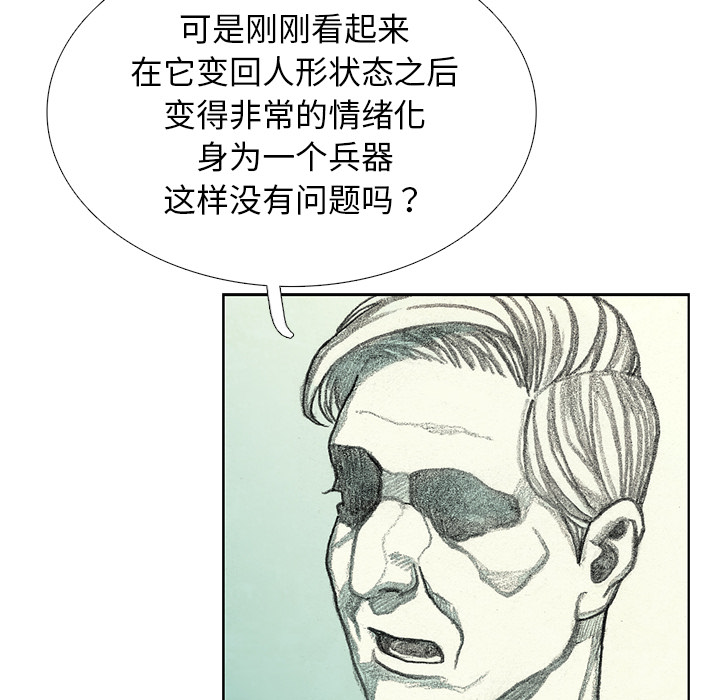 可是刚刚看起来
在它变回人形状态之后
变得非常的情绪化
身为一个兵器
这样没有问题吗？